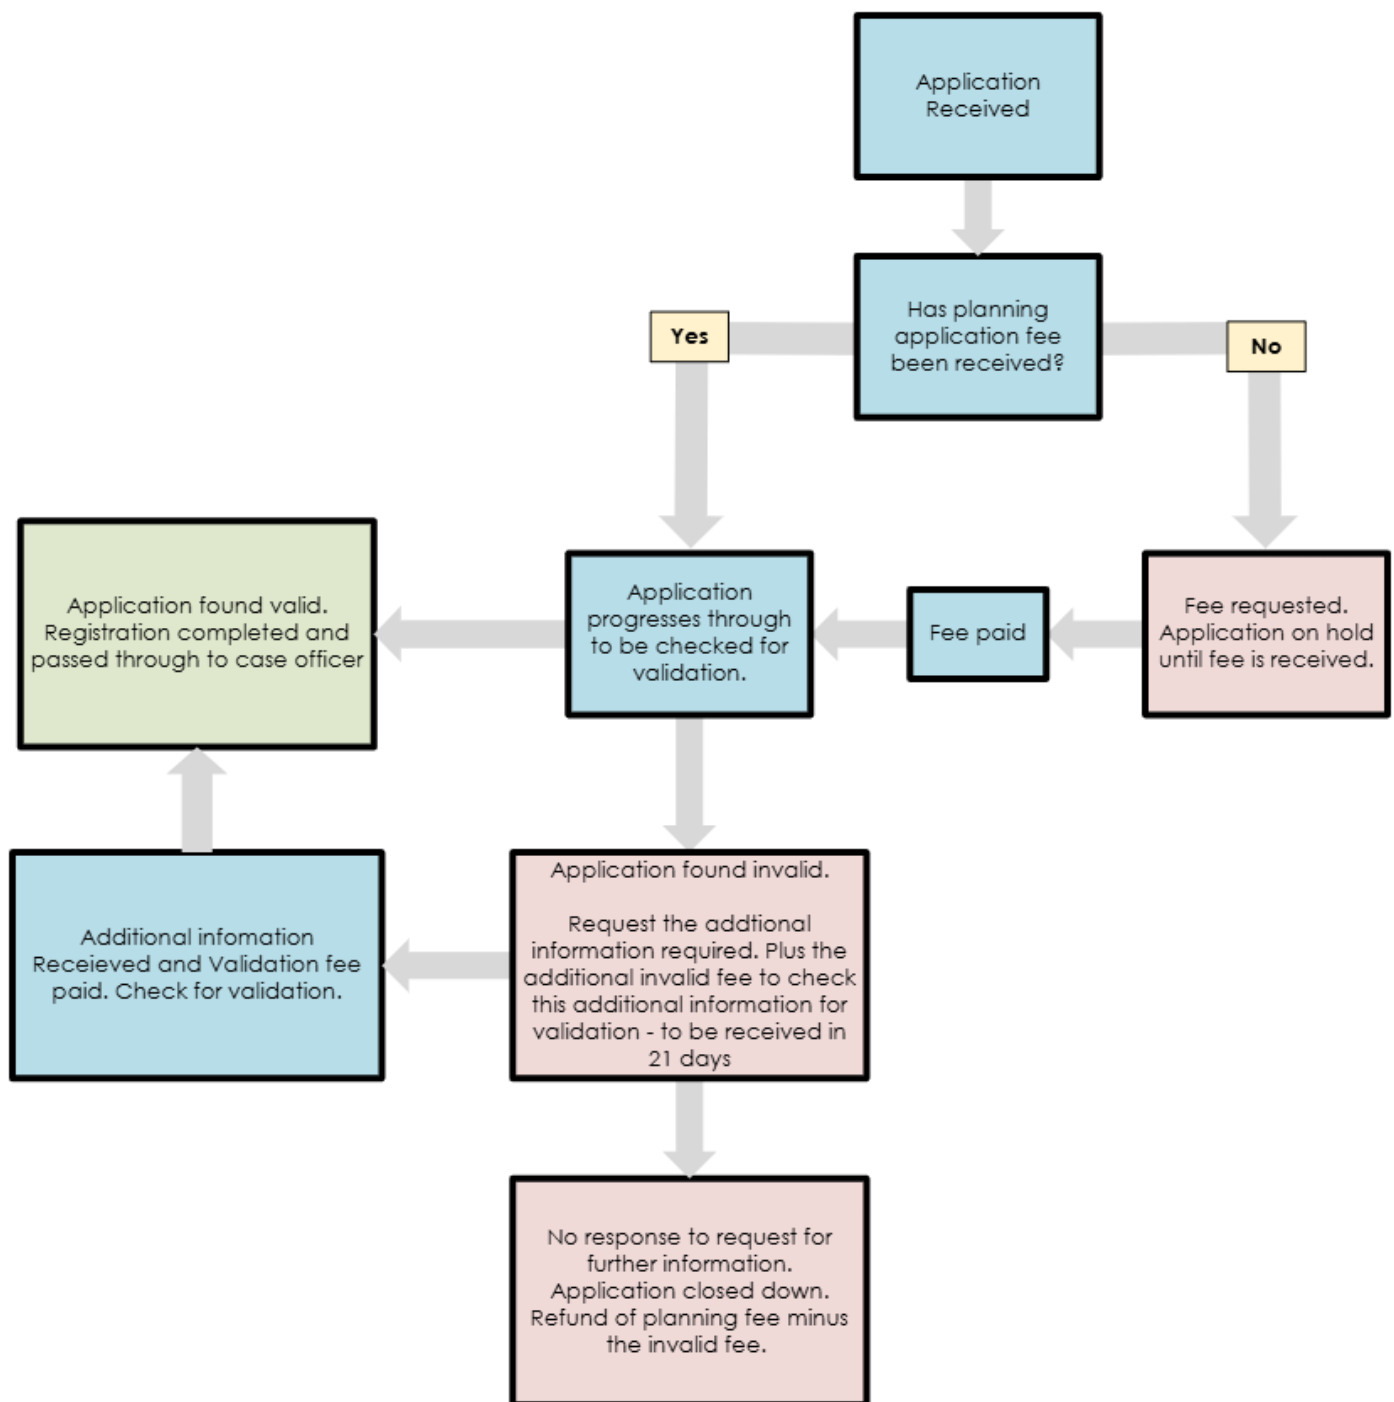 Application
Received
Has planning
application fee
been received?
Yes
No
Application found valid.
Registration completed and
passed through to case officer
Application
progresses through
to be checked for
validation.
Fee paid
Fee requested.
Application on hold
until fee is received.
Additional infomation
Receieved and Validation fee
paid. Check for validation.
Application found invalid.
Request the addtional
information required. Plus the
additional invalid fee to check
this additional information for
validation - to be received in
21 days
No response to request for
further information.
Application closed down.
Refund of planning fee minus
the invalid fee.